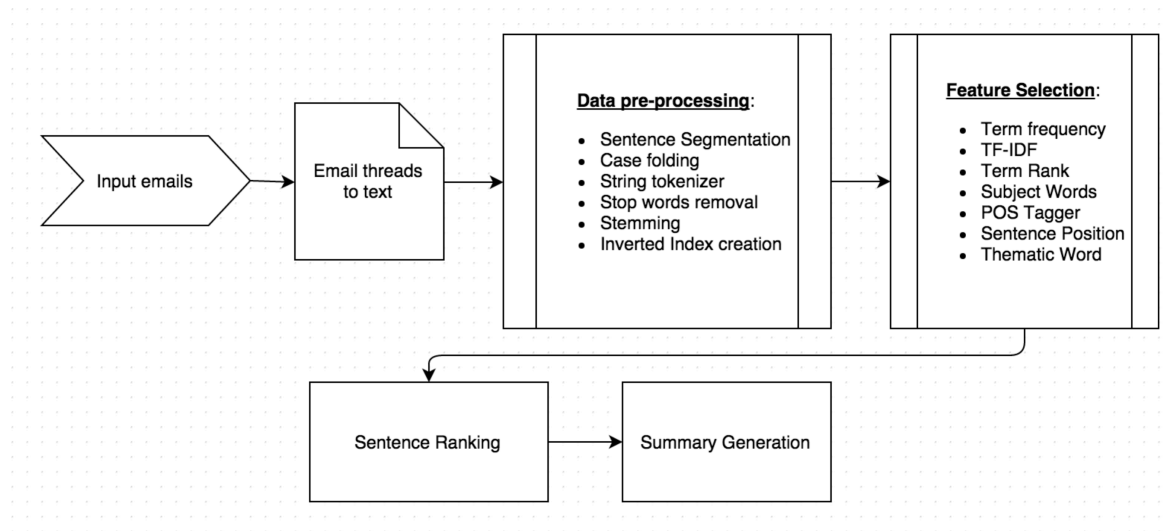 Input emails
Email threads
to text
Data pre-processing:
• Sentence Segmentation
• Case folding
• String tokenizer
• Stop words removal
• Stemming
• Inverted Index creation
Feature Selection:
• Term frequency
• TF-IDF
• Term Rank
• Subject Words
• POS Tagger
• Sentence Position
• Thematic Word
Sentence Ranking
Summary Generation